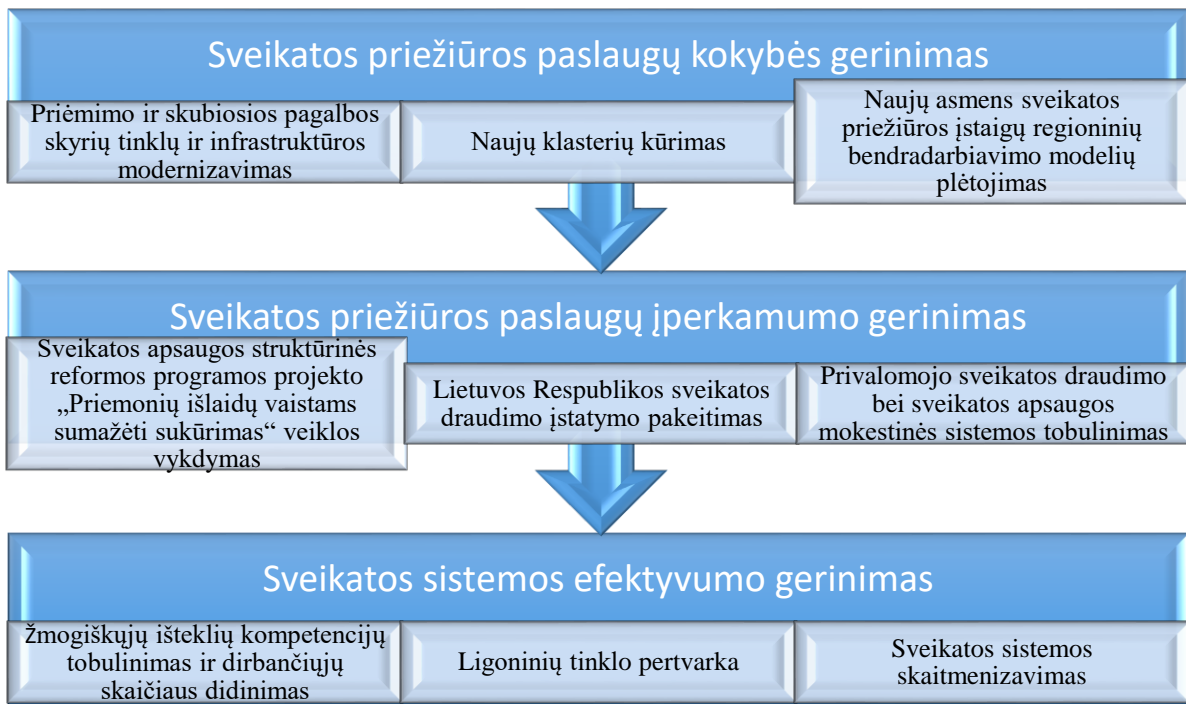 Sveikatos priežiūros paslaugų kokybės gerinimas
Priėmimo ir skubiosios pagalbos
skyrių tinklų ir infrastruktūros
modernizavimas
Naujų klasterių kūrimas
Naujų asmens sveikatos
priežiūros įstaigų regioninių
bendradarbiavimo modelių
plėtojimas
Sveikatos priežiūros paslaugų įperkamumo gerinimas
Sveikatos apsaugos struktūrinės
reformos programos projekto
„Priemonių išlaidų vaistams
sumažėti sukūrimas“ veiklos
vykdymas
Lietuvos Respublikos sveikatos
draudimo įstatymo pakeitimas
Privalomojo sveikatos draudimo
bei sveikatos apsaugos
mokestinės sistemos tobulinimas
Sveikatos sistemos efektyvumo gerinimas
Žmogiškųjų išteklių kompetencijų
tobulinimas ir dirbančiųjų
skaičiaus didinimas
Ligoninių tinklo pertvarka
Sveikatos sistemos
skaitmenizavimas